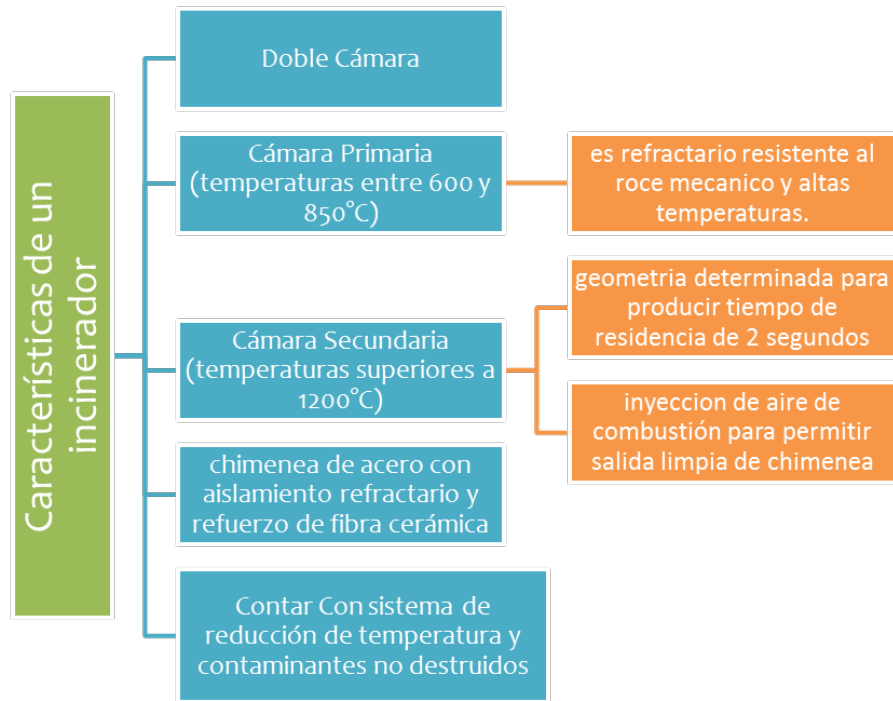 Características de un
incinerador
Doble Cámara
Cámara Primaria
(temperaturas entre 600 y
850°C)
es refractario resistente al
roce mecanico y altas
temperaturas.
Cámara Secundaria
(temperaturas superiores a
1200°C)
geometria determinada para
producir tiempo de
residencia de 2 segundos
inyeccion de aire de
combustión para permitir
salida limpia de chimenea
chimenea de acero con
aislamiento refractario y
refuerzo de fibra cerámica
Contar Con sistema de
reducción de temperatura y
contaminantes no destruidos